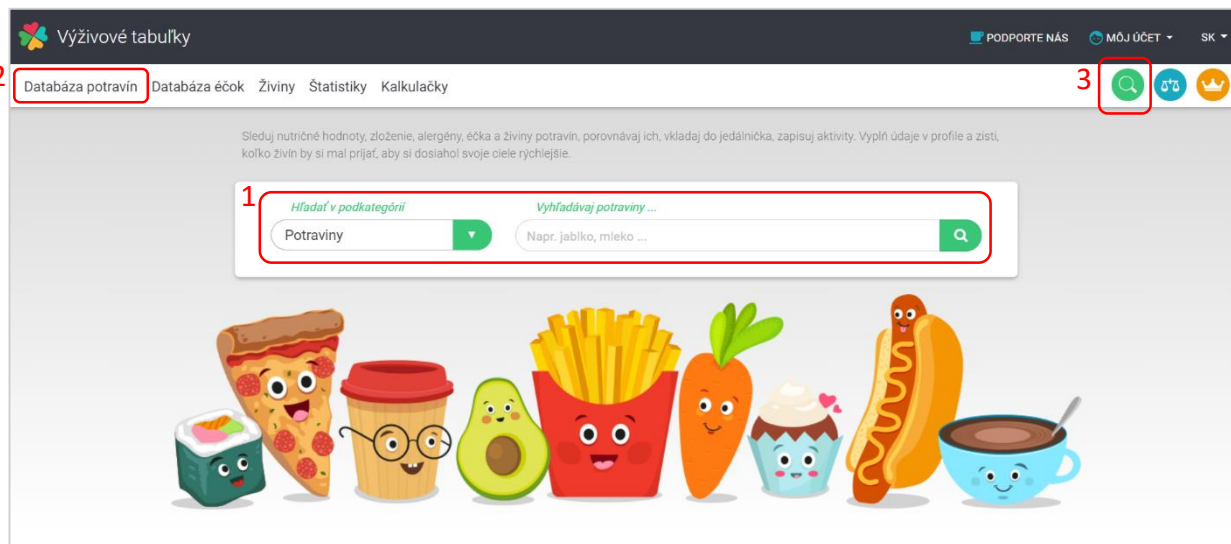 Výživové tabuľky
PODPORTE NÁS MÔJ ÚČET SK
2
Databáza potravín Databáza éčok Živiny Štatistiky Kalkulačky
3
Sleduj nutričné hodnoty, zloženie, alergény, éčka a živiny potravín, porovnávaj ich, vkladaj do jedálnička, zapisuj aktivity. Vyplň údaje v profile a zisti,
koľko živín by si mal prijať, aby si dosiahol svoje ciele rýchlejšie.
1
Hľadať v podkategórií Vyhľadávaj potraviny ...
Potraviny Napr. jablko, mlieko ...